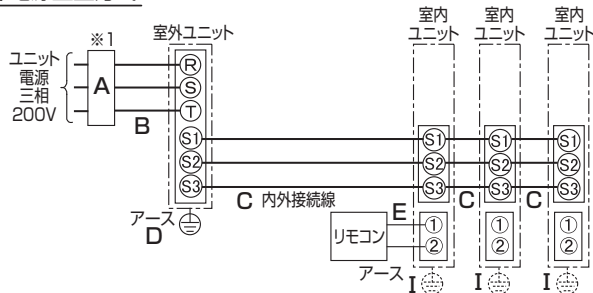 ※1
ユニット
電源
三相
200V
A
B
室外ユニット
R
S
T
S1
S2
S3
アース
D
C 内外接続線
室内
ユニット
S1
S2
S3
室内
ユニット
S1
S2
S3
室内
ユニット
S1
S2
S3
C
C
E
リモコン
①
②
①
②
①
②
アース I
I
I